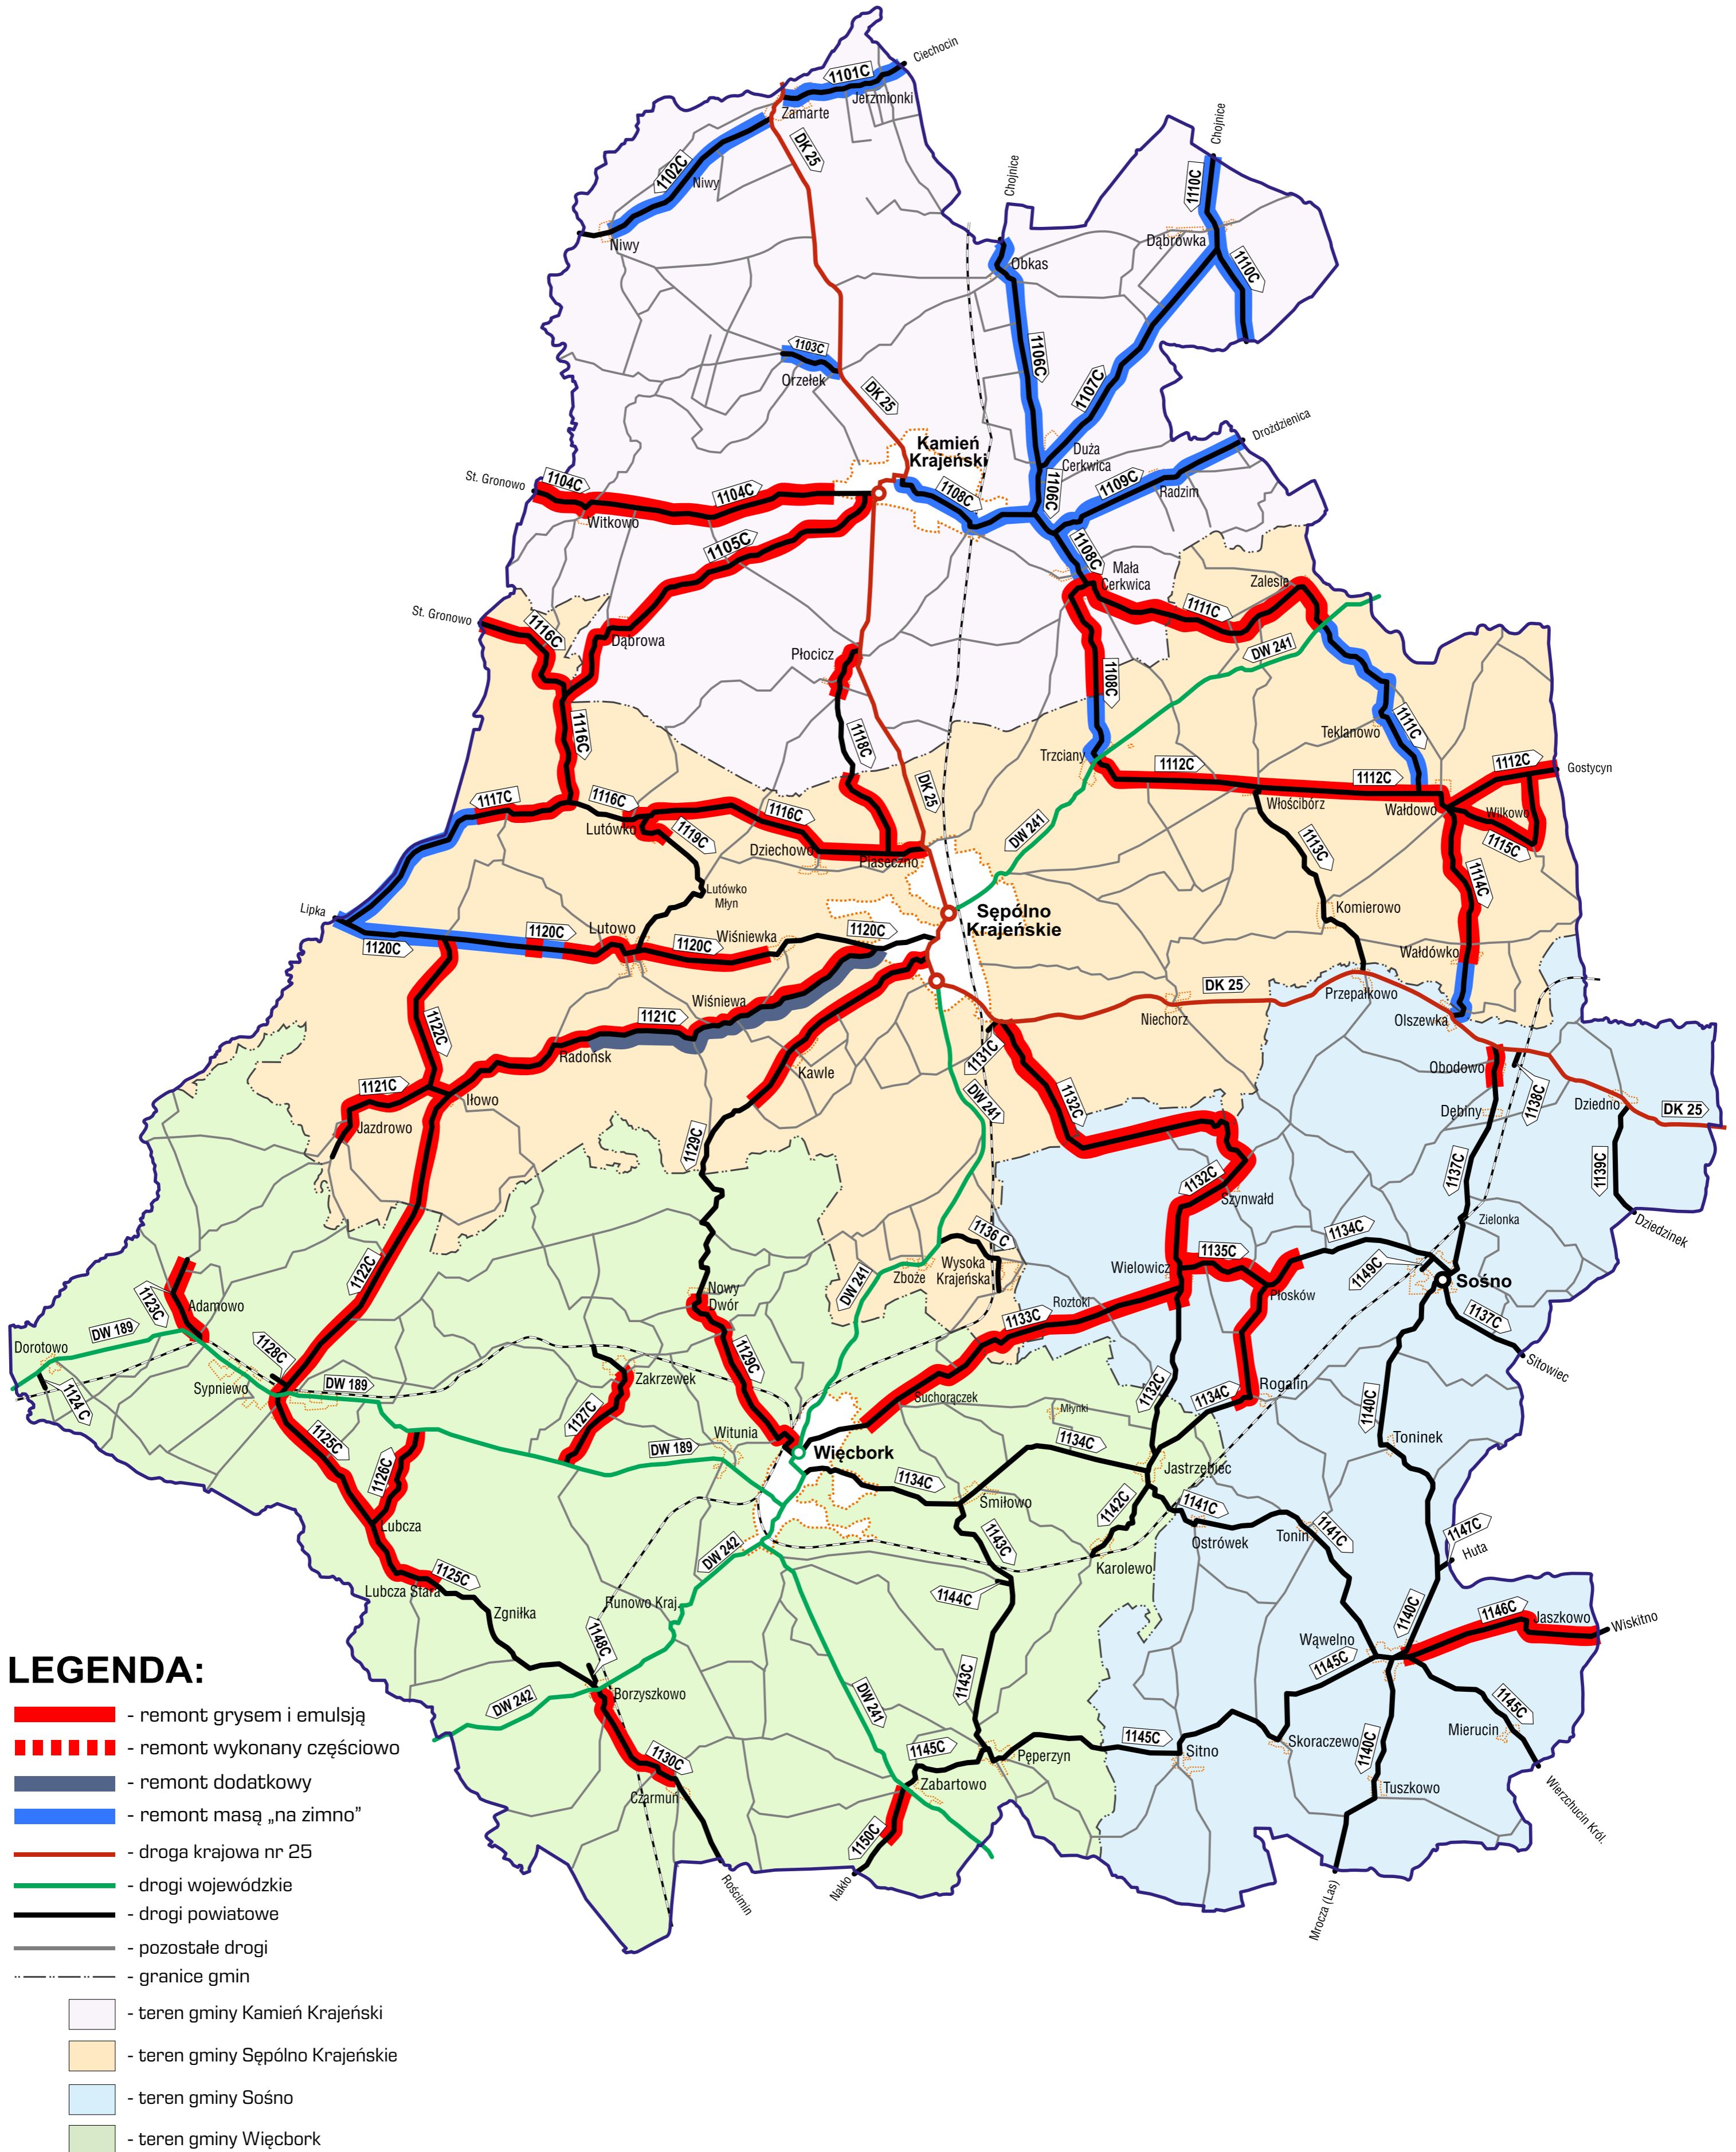 Ciechocin
1101C
Jerzmionki
Zamarte
DK 25
1102C
Niwy
Niwy
Chojnice
Chojnice
1110C
Dąbrówka
1110C
Obkas
1103C
Orzełek
1106C
1107C
DK 25
Kamień
Krajeński
Duża
Cerkwica
Drożdzienica
St. Gronowo
1104C
1104C
Witkowo
1108C
1106C
1109C
Radzim
1105C
1108C
Mała
Cerkwica
Zalesie
St. Gronowo
1116C
Dąbrowa
1111C
DW 241
Płocicz
1108C
1116C
1118C
Teklanowo
1111C
Trzciany
1112C
1112C
1112C
Gostycyn
DK 25
1117C
1116C
1116C
Włościbórz
Wałdowo
Wilkowo
Lutówko
1119C
Dziechowo
Piaseczno
DW 241
1113C
1115C
1114C
Lutówko
Młyn
Lipka
Komierowo
Sępólno
Krajeńskie
1120C
1120C
Lutowo
1120C
Wiśniewka
1120C
Wałdówko
Wiśniewa
1121C
DK 25
Przepałkowo
Niechorz
Olszewka
1122C
Radońsk
Kawle
1131C
Obodowo
1138C
1121C
Iłowo
1132C
DW 241
Dębiny
Dziedno
DK 25
Jazdrowo
1129C
1137C
1139C
1132C
Szynwałd
1136 C
1134C
Zielonka
Dziedzinek
1122C
Zboże
Wysoka
Krajeńska
Wielowicz
1135C
1149C
Sośno
1123C
Adamowo
Nowy
Dwór
DW 241
Roztoki
1133C
Płosków
1137C
DW 189
Dorotowo
1128C
1129C
Sitowiec
Sypniewo
DW 189
Zakrzewek
1124 C
Suchorączek
Młynki
1132C
1134C
Rogalin
1140C
1127C
1125C
Witunia
DW 189
Więcbork
1134C
Toninek
1126C
1134C
Jastrzębiec
Śmiłowo
1142C
1141C
Lubcza
1143C
Ostrówek
Tonin
1141C
1147C
Huta
DW 242
Karolewo
Lubcza Stara
1125C
1144C
Zgniłka
Runowo Kraj.
1140C
1146C
Jaszkowo
Wiskitno
1148C
Wąwelno
1145C
1143C
Borzyszkowo
DW 242
DW 241
1145C
Mierucin
1130C
1145C
Pęperzyn
1145C
Sitno
Skoraczewo
1140C
Czarmuń
Zabartowo
Tuszkowo
Wierzchucin Król.
1150C
Nakło
Rościmin
Mrocza (Las)
LEGENDA:
- remont grysem i emulsją
- remont wykonany częściowo
- remont dodatkowy
- remont masą „na zimno”
- droga krajowa nr 25
- drogi wojewódzkie
- drogi powiatowe
- pozostałe drogi
- granice gmin
- teren gminy Kamień Krajeński
- teren gminy Sępólno Krajeńskie
- teren gminy Sośno
- teren gminy Więcbork